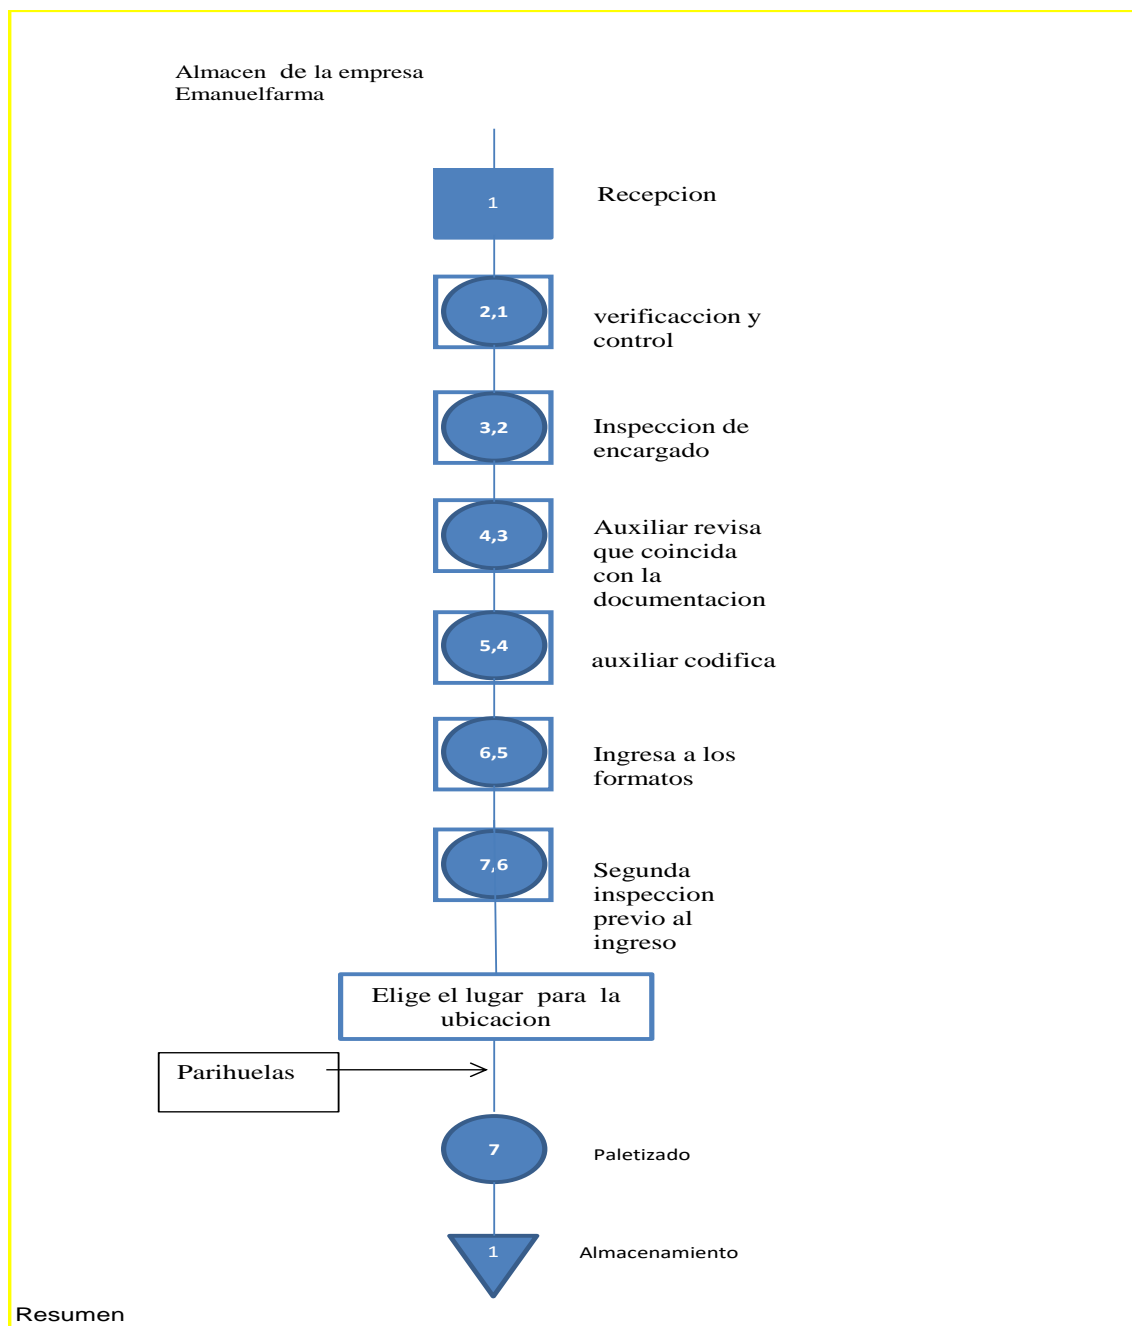 Almacen de la empresa
Emanuelfarma
1
Recepcion
2,1
verificaccion y
control
3,2
Inspeccion de
encargado
4,3
Auxiliar revisa
que coincida
con la
documentacion
5,4
auxiliar codifica
6,5
Ingresa a los
formatos
7,6
Segunda
inspeccion
previo al
ingreso
Elige el lugar para la
ubicacion
Parihuelas
7
Paletizado
1
Almacenamiento
Resumen